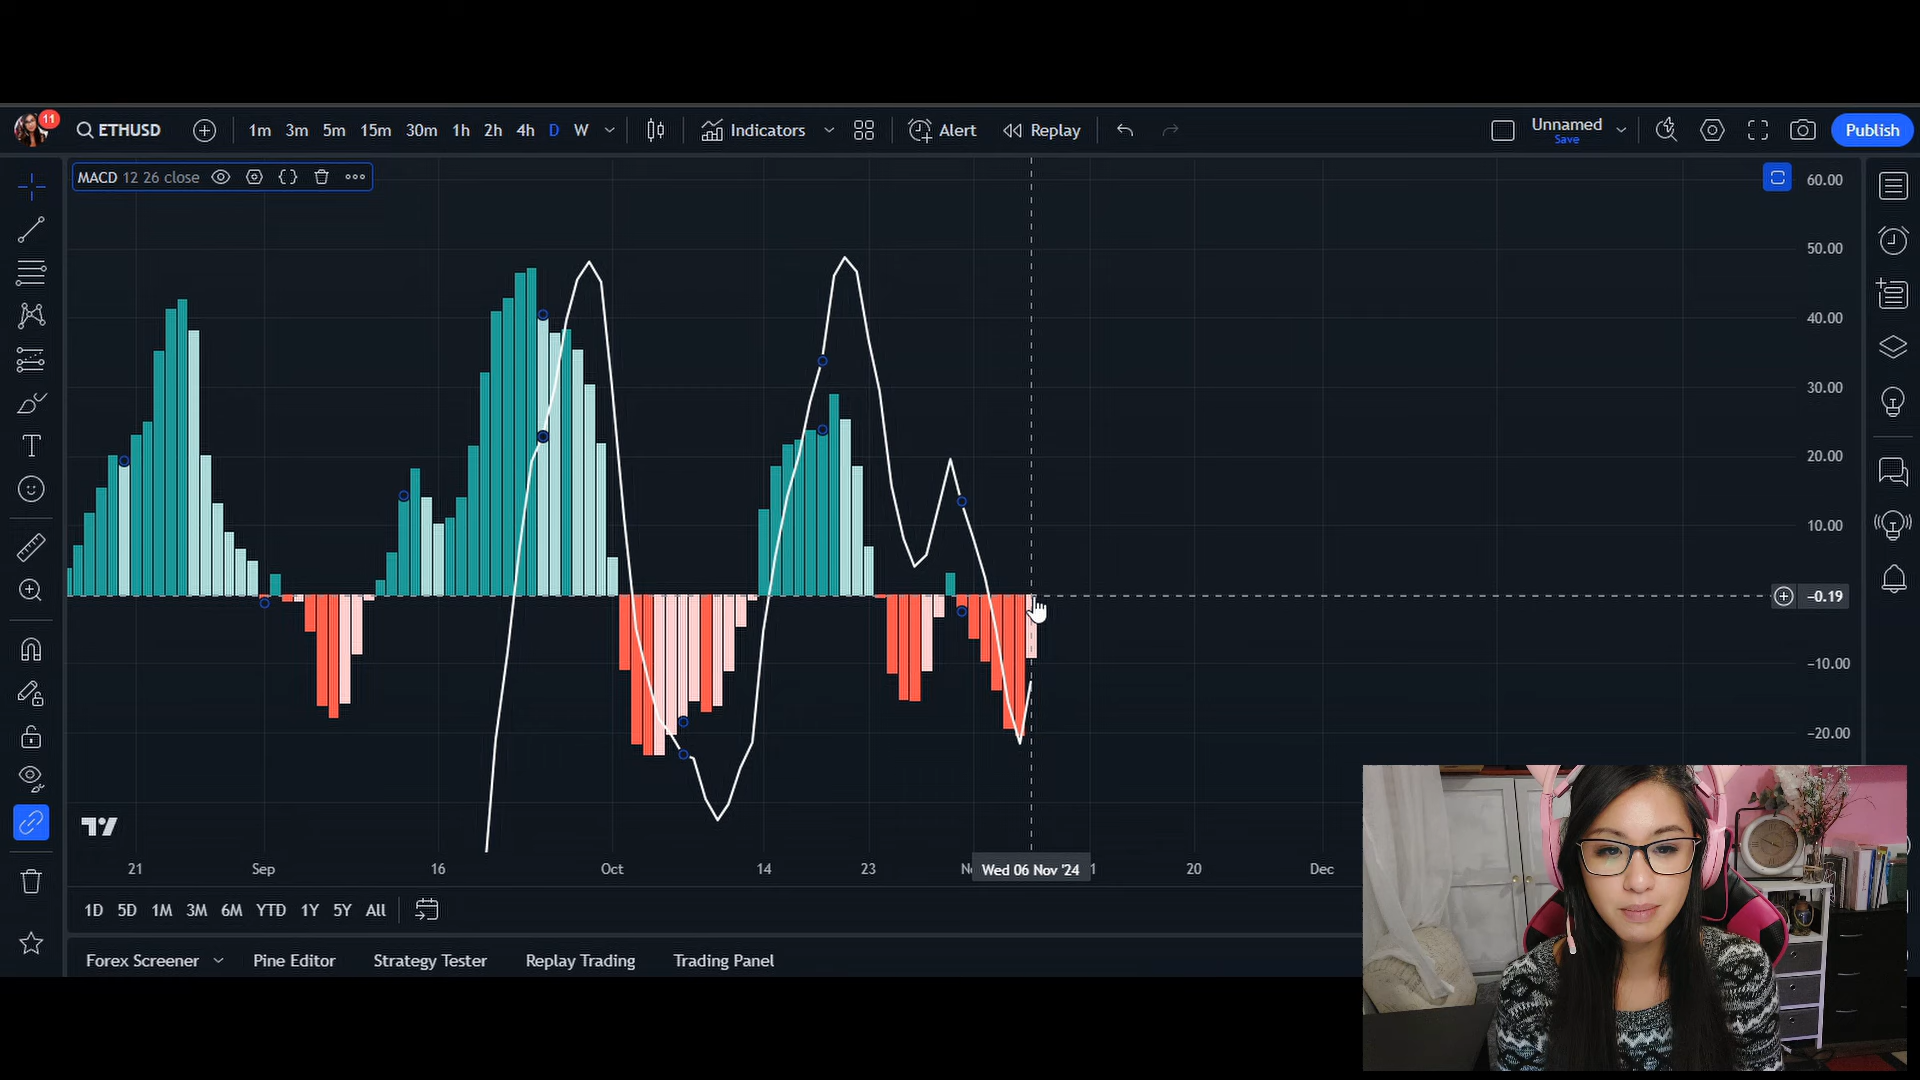 11
ETHUSD
1m 3m 5m 15m 30m 1h 2h 4h D W
Indicators
Alert
Replay
Unnamed
Save
Publish
MACD 12 26 close
60.00
50.00
40.00
30.00
20.00
10.00
−0.19
−10.00
−20.00
21 Sep 16 Oct 14 23 Wed 06 Nov '24 1 20 Dec
1D 5D 1M 3M 6M YTD 1Y 5Y All
Forex Screener Pine Editor Strategy Tester Replay Trading Trading Panel